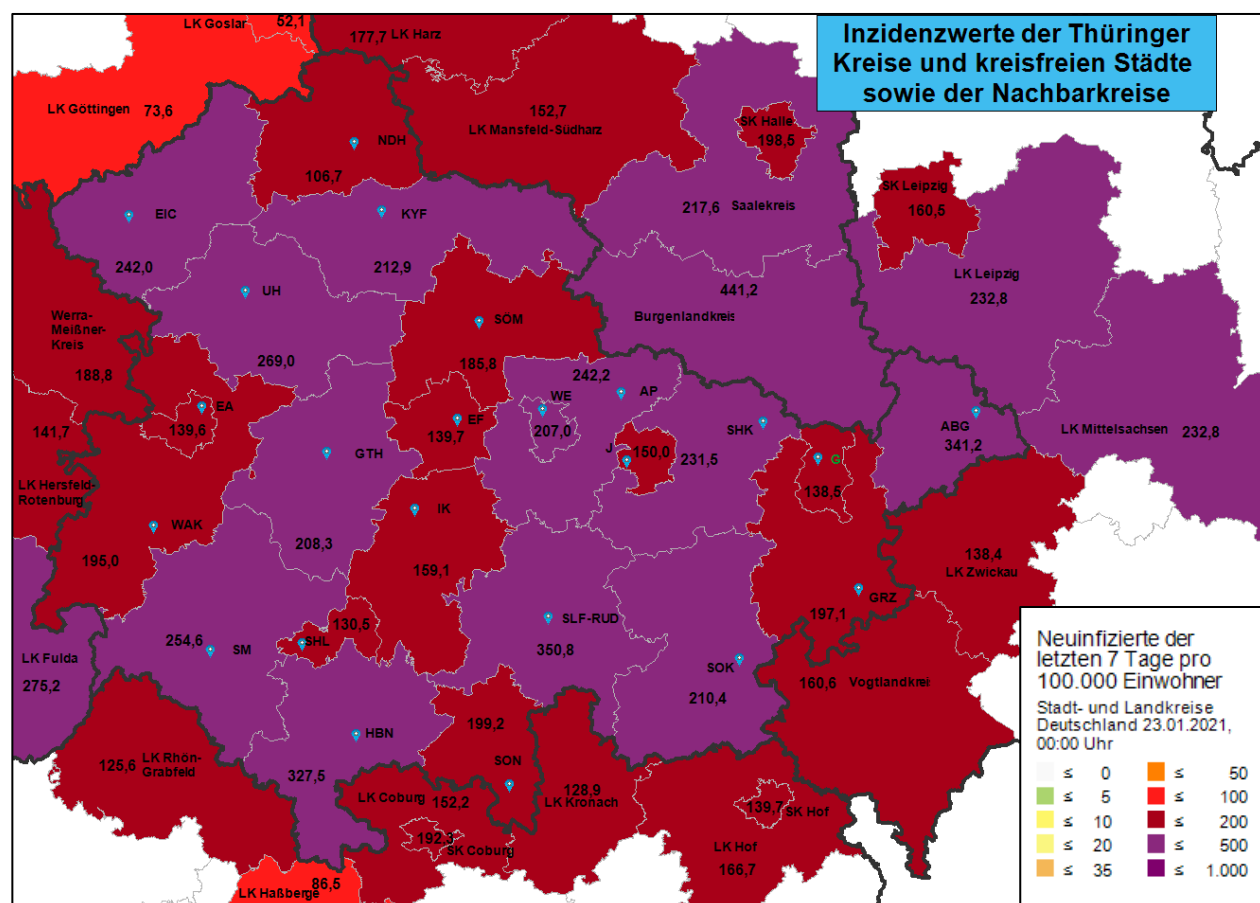 Inzidenzwerte der Thüringer
Kreise und kreisfreien Städte
sowie der Nachbarkreise
LK Goslar
52,1
177,7
LK Harz
LK Göttingen
73,6
152,7
LK Mansfeld-Südharz
SK Halle
198,5
NDH
106,7
SK Leipzig
160,5
EIC
242,0
KYF
212,9
217,6
Saalekreis
LK Leipzig
232,8
UH
269,0
441,2
Burgenlandkreis
Werra-
Meißner-
Kreis
188,8
SÖM
185,8
242,2
WE
207,0
AP
EA
139,6
EF
139,7
141,7
LK Hersfeld-
Rotenburg
GTH
208,3
J
150,0
SHK
231,5
G
138,5
ABG
341,2
LK Mittelsachsen
232,8
WAK
195,0
IK
159,1
138,4
LK Zwickau
GRZ
197,1
130,5
SHL
254,6
SM
SLF-RUD
350,8
SOK
210,4
160,6
Vogtlandkrei
LK Fulda
275,2
HBN
327,5
199,2
SON
125,6
LK Rhön-
Grabfeld
LK Coburg
152,2
128,9
LK Kronach
192,3
SK Coburg
139,7
SK Hof
LK Hof
166,7
86,5
LK Haßberge
Neuinfizierte der
letzten 7 Tage pro
100.000 Einwohner
Stadt- und Landkreise
Deutschland 23.01.2021,
00:00 Uhr
≤ 0 ≤ 50
≤ 5 ≤ 100
≤ 10 ≤ 200
≤ 20 ≤ 500
≤ 35 ≤ 1.000